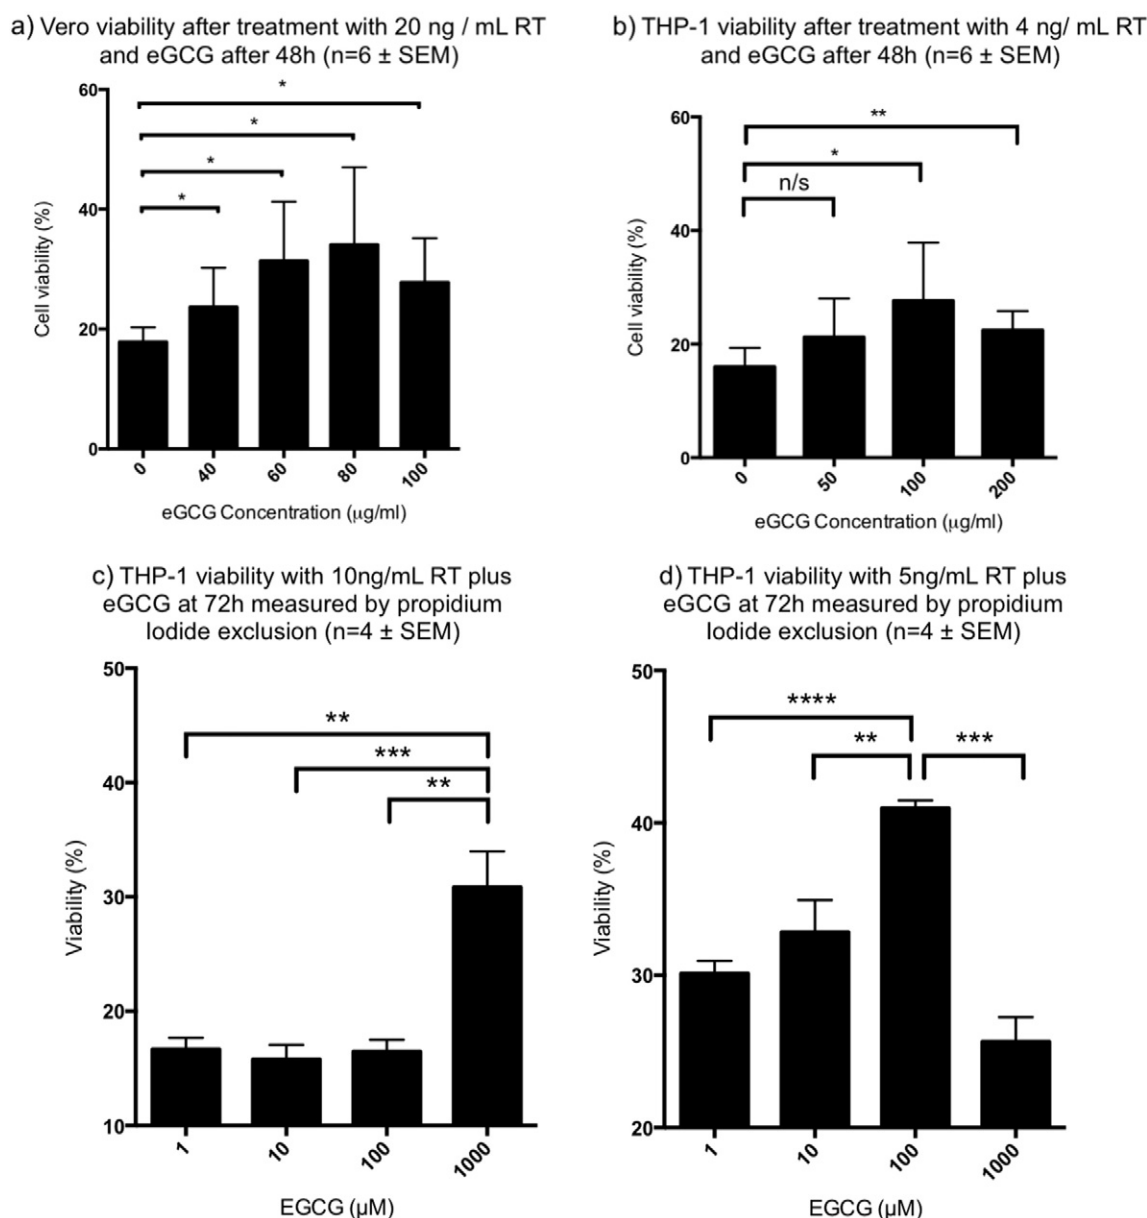 a) Vero viability after treatment with 20 ng / mL RT
and eGCG after 48h (n=6 ± SEM)
60
40
20
0
Cell viability (%)
*
*
*
*
0
40
60
80
100
eGCG Concentration (µg/ml)
b) THP-1 viability after treatment with 4 ng/ mL RT
and eGCG after 48h (n=6 ± SEM)
60
40
20
0
Cell viability (%)
**
*
n/s
0
50
100
200
eGCG Concentration (µg/ml)
c) THP-1 viability with 10ng/mL RT plus
eGCG at 72h measured by propidium
Iodide exclusion (n=4 ± SEM)
50
40
30
20
10
Viability (%)
**
***
**
1
10
100
1000
EGCG (µM)
d) THP-1 viability with 5ng/mL RT plus
eGCG at 72h measured by propidium
Iodide exclusion (n=4 ± SEM)
50
40
30
20
Viability (%)
****
**
***
1
10
100
1000
EGCG (µM)